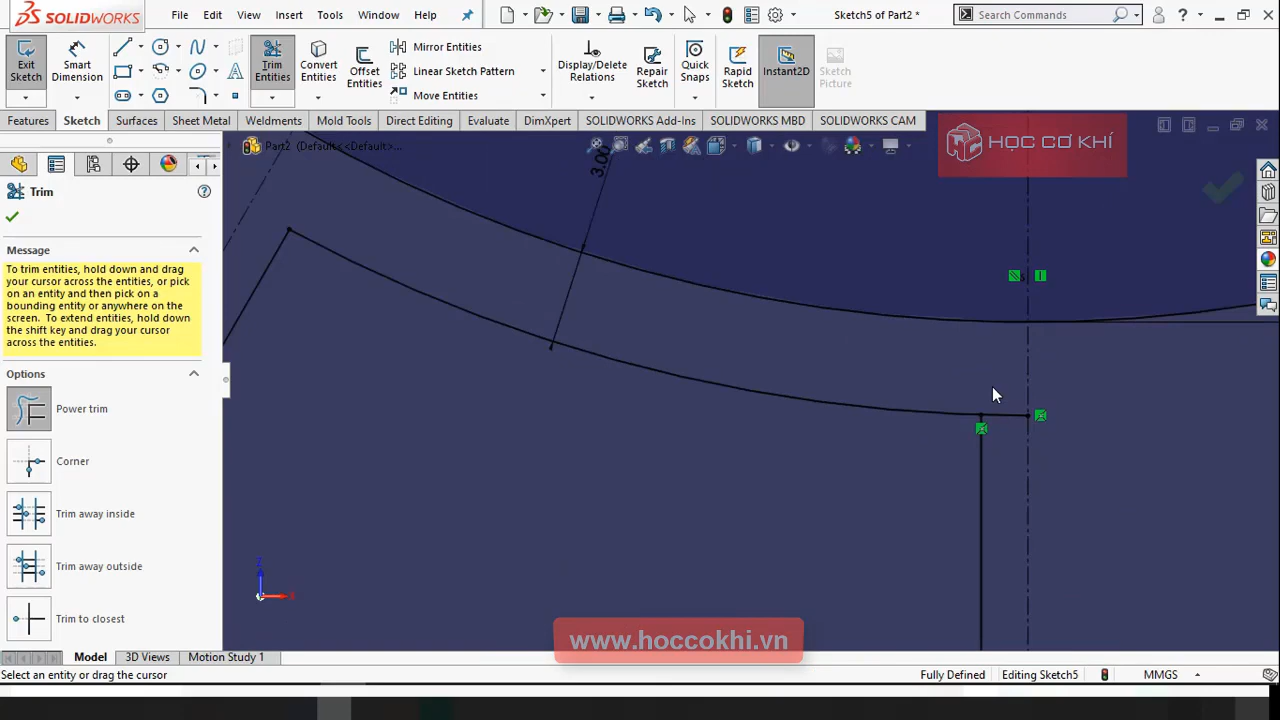 SOLIDWORKS
File Edit View Insert Tools Window Help
Sketch5 of Part2 *
Search Commands
Exit Sketch
Smart Dimension
Trim Entities
Convert Entities
Offset Entities
Mirror Entities
Linear Sketch Pattern
Move Entities
Display/Delete Relations
Repair Sketch
Quick Snaps
Rapid Sketch
Instant2D
Sketch Picture
Features Sketch Surfaces Sheet Metal Weldments Mold Tools Direct Editing Evaluate DimXpert SOLIDWORKS Add-Ins SOLIDWORKS MBD SOLIDWORKS CAM
Part2 (Default<<Default>...
HỌC CƠ KHÍ
3.00
Trim
Message
To trim entities, hold down and drag
your cursor across the entities, or pick
on an entity and then pick on a
bounding entity or anywhere on the
screen. To extend entities, hold down
the shift key and drag your cursor
across the entities.
Options
Power trim
Corner
Trim away inside
Trim away outside
Trim to closest
www.hoccokhi.vn
Model 3D Views Motion Study 1
Select an entity or drag the cursor
Fully Defined Editing Sketch5 MMGS